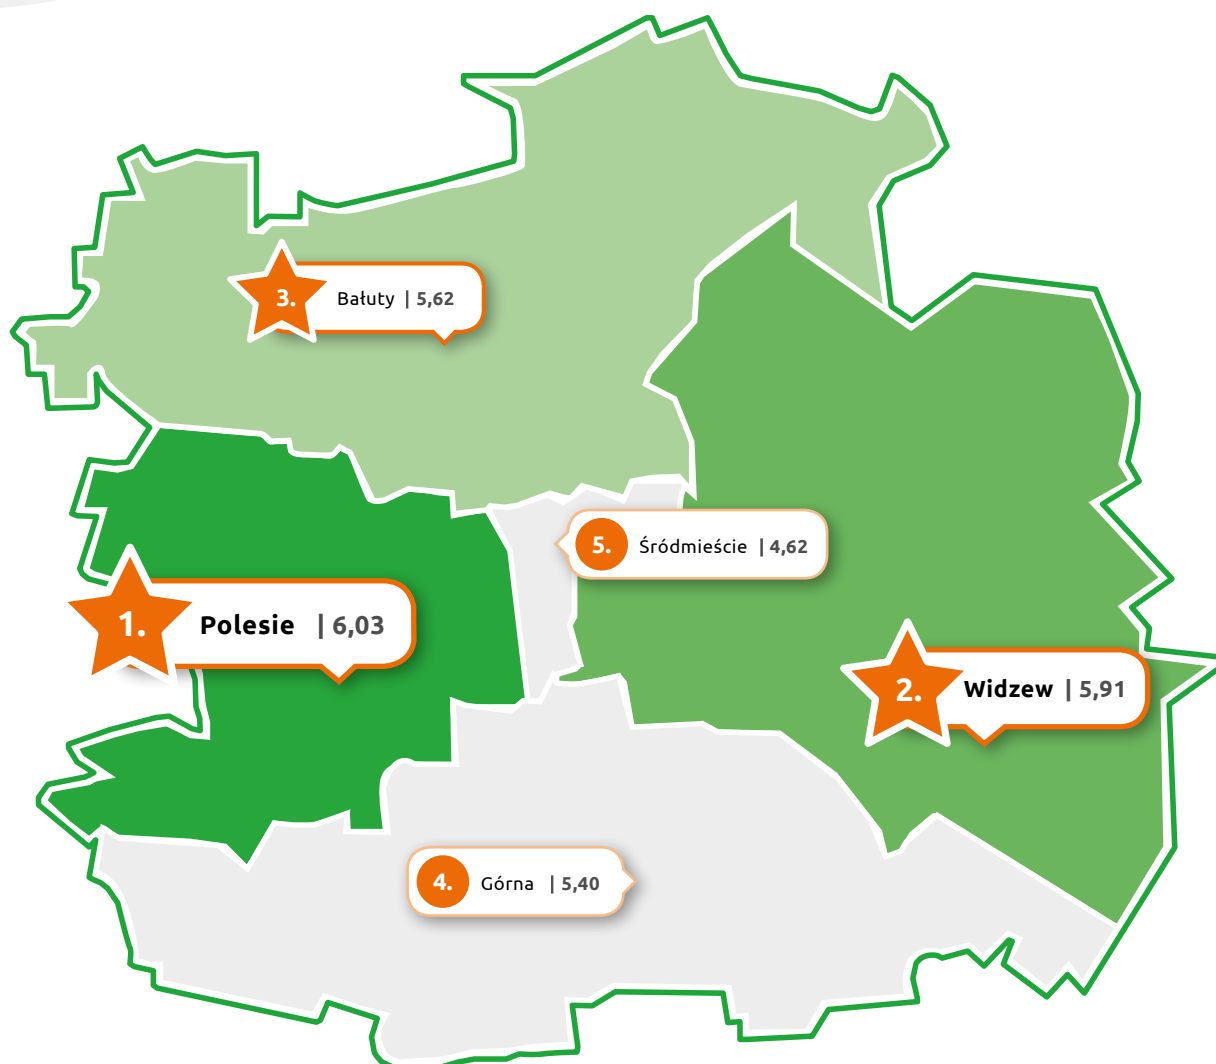 3. Bałuty | 5,62
5. Śródmieście | 4,62
1. Polesie | 6,03
2. Widzew | 5,91
4. Górna | 5,40